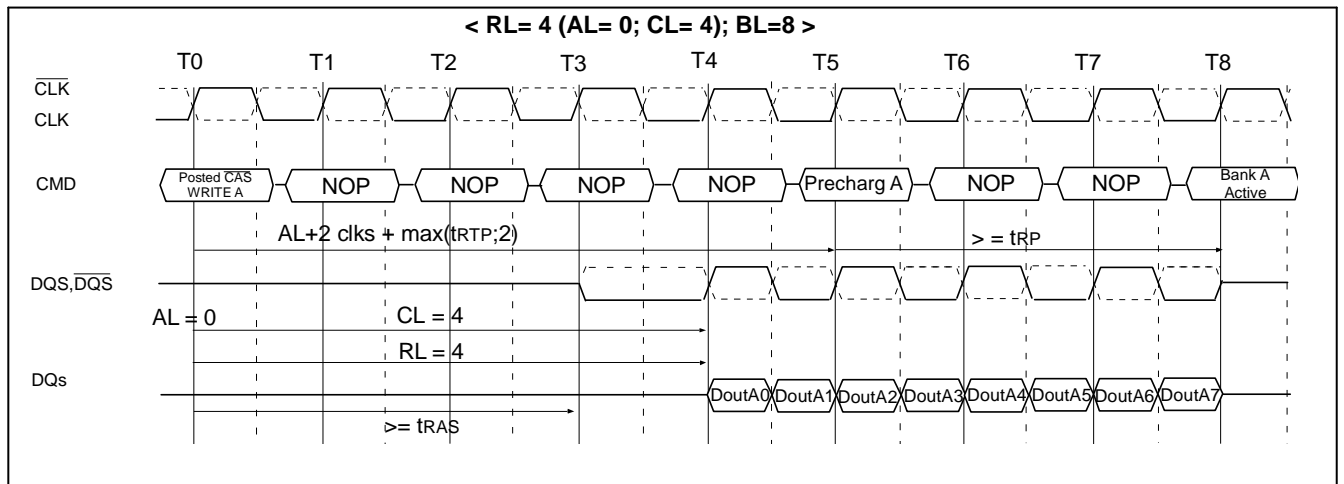 < RL= 4 (AL= 0; CL= 4); BL=8 >
T0 T1 T2 T3 T4 T5 T6 T7 T8
CLK
CLK
CMD
Posted CAS
WRITE A
NOP NOP NOP NOP Precharg A NOP NOP
Bank A
Active
AL+2 clks + max(tRTP;2)
> = tRP
DQS,DQS
AL = 0
CL = 4
RL = 4
DQs
DoutA0 DoutA1 DoutA2 DoutA3 DoutA4 DoutA5 DoutA6 DoutA7
>= tRAS